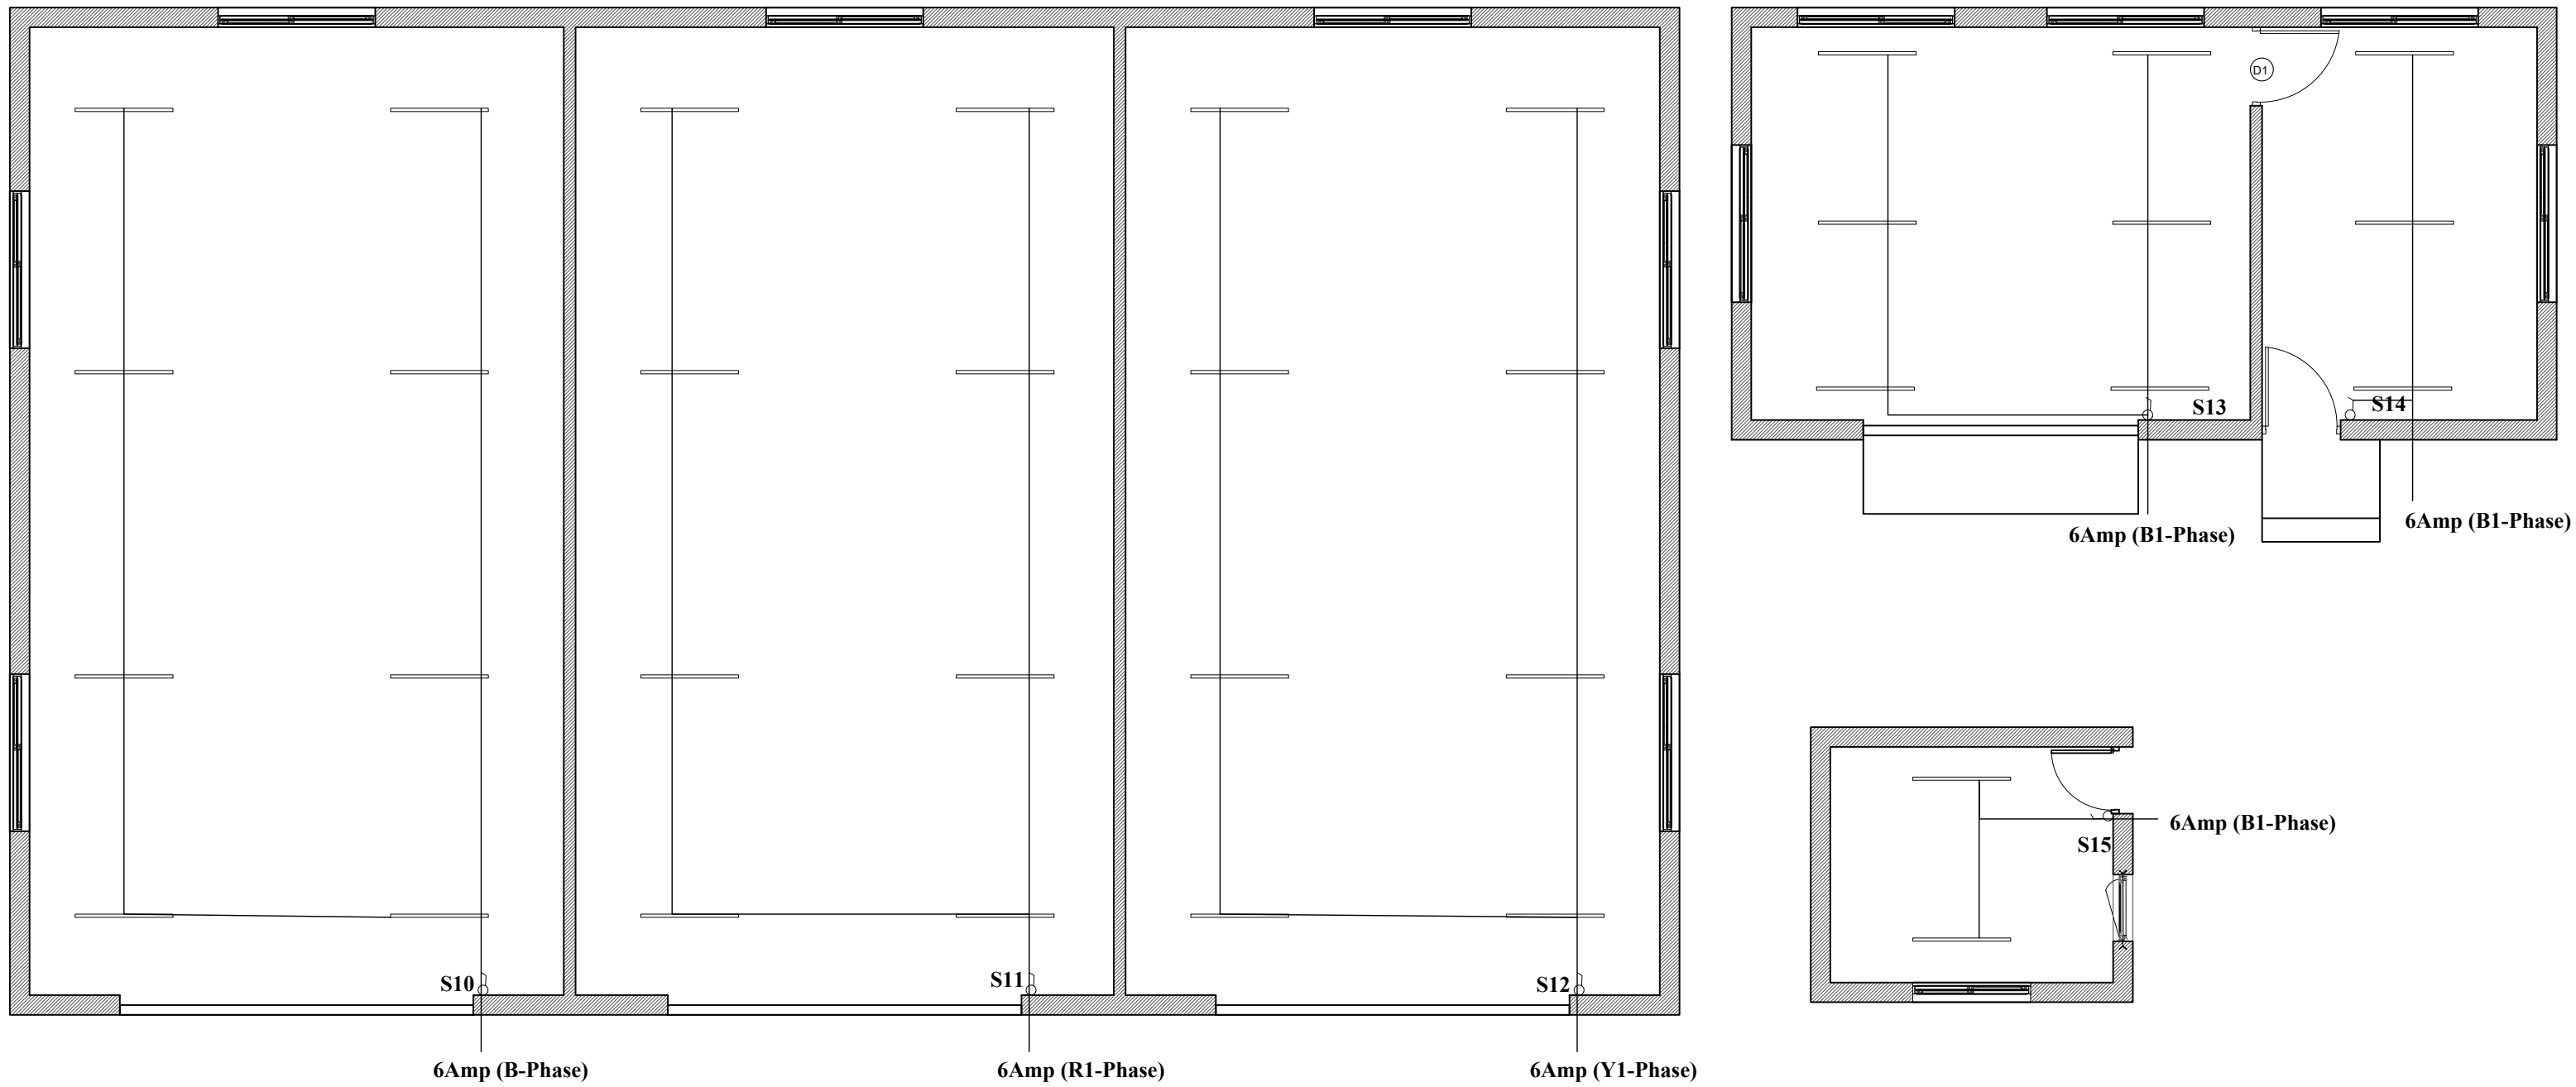 D1
S13
S14
6Amp (B1-Phase)
6Amp (B1-Phase)
6Amp (B1-Phase)
S15
S10
S11
S12
6Amp (B-Phase)
6Amp (R1-Phase)
6Amp (Y1-Phase)